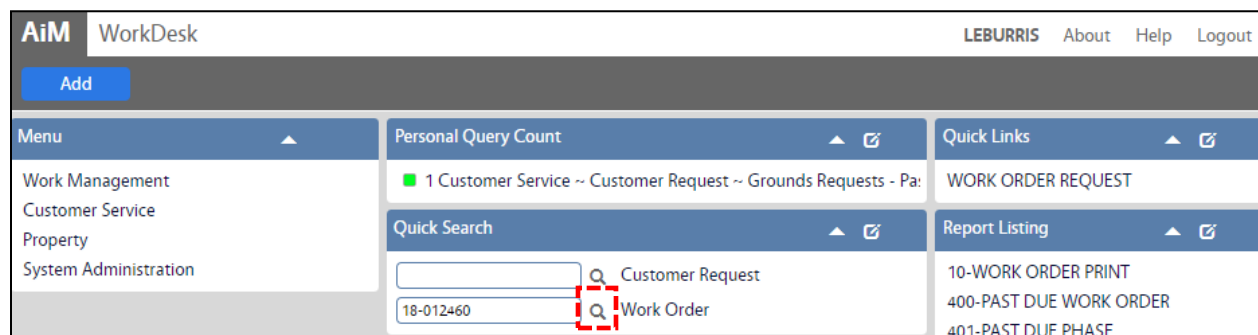 AiM WorkDesk LEBURRIS About Help Logout
Add
Menu
Work Management
Customer Service
Property
System Administration
Personal Query Count
1 Customer Service ~ Customer Request ~ Grounds Requests - Pa
Quick Search
Customer Request
18-012460 Work Order
Quick Links
WORK ORDER REQUEST
Report Listing
10-WORK ORDER PRINT
400-PAST DUE WORK ORDER
401-PAST DUE PHASE